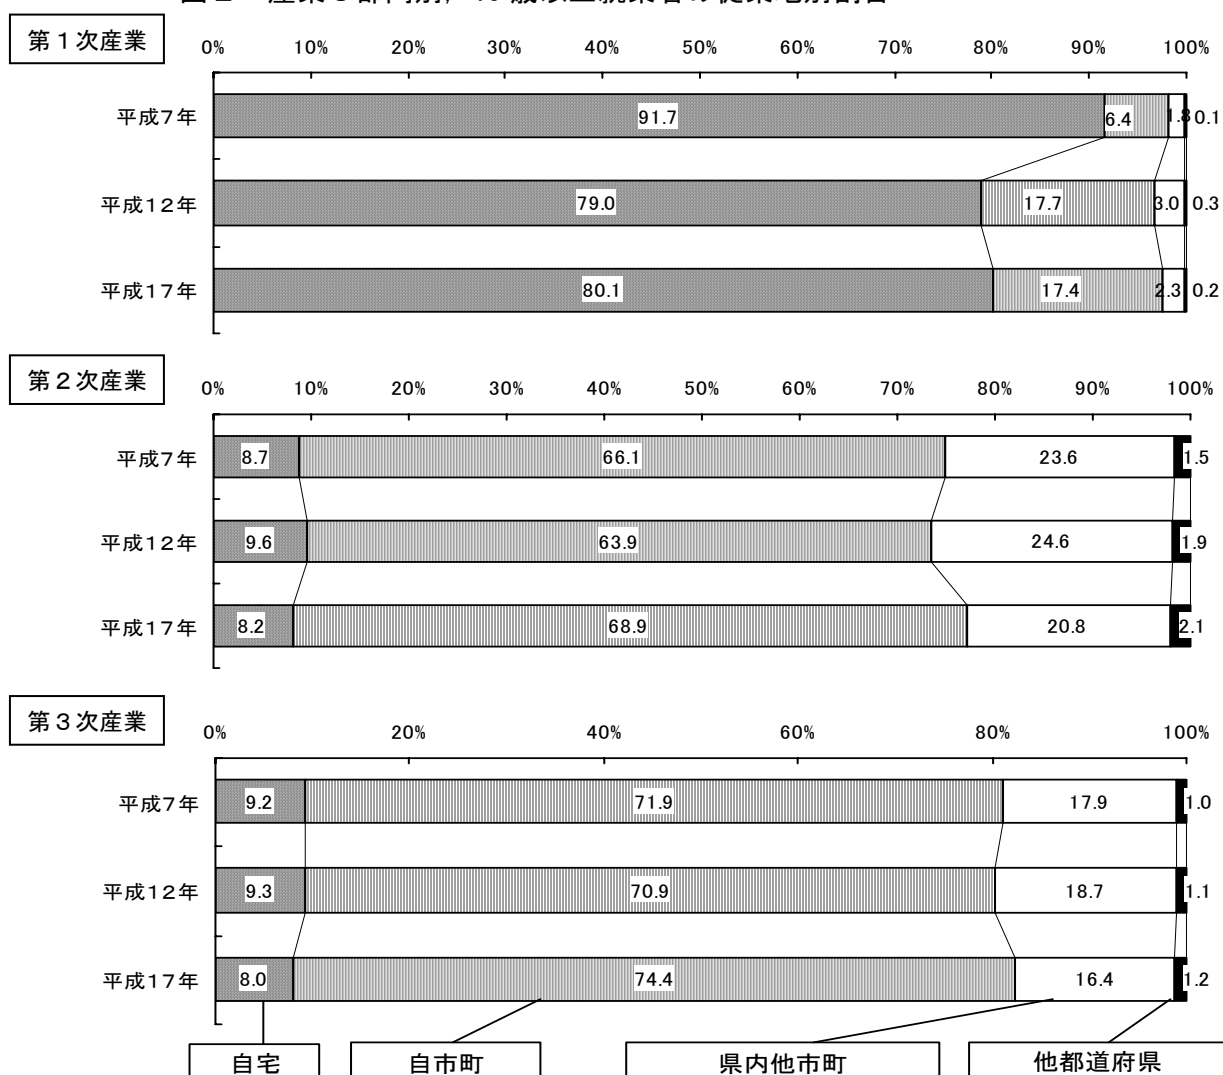 第１次産業
0% 10% 20% 30% 40% 50% 60% 70% 80% 90% 100%
平成7年 91.7 6.4 1.8 0.1
平成12年 79.0 17.7 3.0 0.3
平成17年 80.1 17.4 2.3 0.2
第２次産業
0% 10% 20% 30% 40% 50% 60% 70% 80% 90% 100%
平成7年 8.7 66.1 23.6 1.5
平成12年 9.6 63.9 24.6 1.9
平成17年 8.2 68.9 20.8 2.1
第３次産業
0% 20% 40% 60% 80% 100%
平成7年 9.2 71.9 17.9 1.0
平成12年 9.3 70.9 18.7 1.1
平成17年 8.0 74.4 16.4 1.2
自宅 自市町 県内他市町 他都道府県